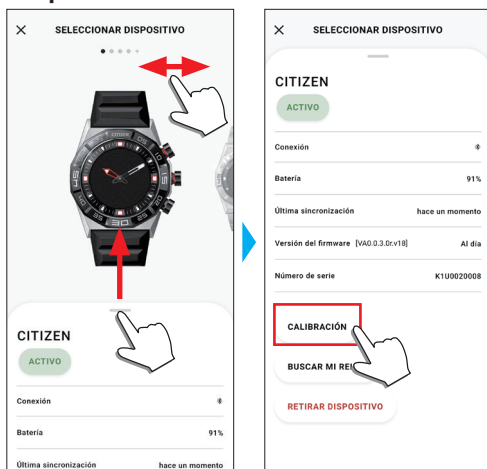 SELECCIONAR DISPOSITIVO
CITIZEN
ACTIVO
Conexión
Batería 91%
Última sincronización hace un momento
SELECCIONAR DISPOSITIVO
CITIZEN
ACTIVO
Conexión
Batería 91%
Última sincronización hace un momento
Versión del firmware [VA0.0.3.0r.v18] Al día
Número de serie K1U0020008
CALIBRACIÓN
BUSCAR MI
RETIRAR DISPOSITIVO